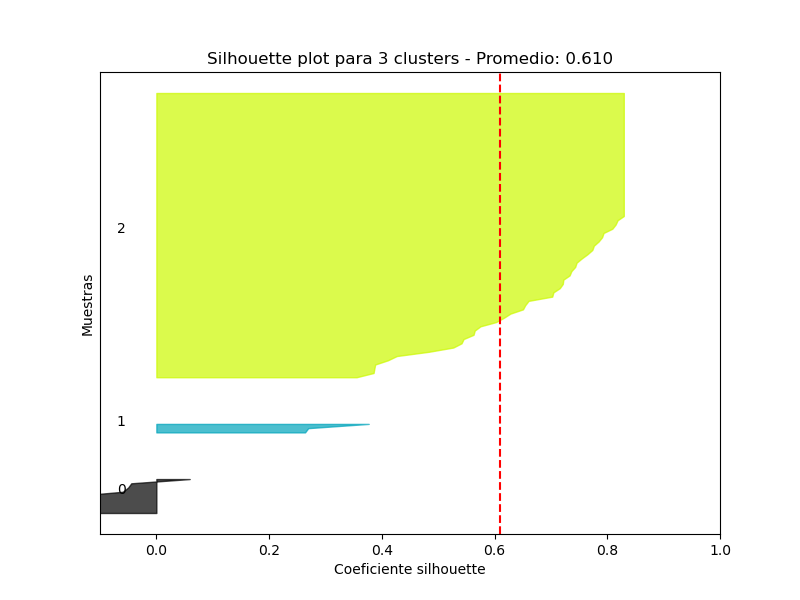 Silhouette plot para 3 clusters - Promedio: 0.610
2
1
0
Muestras
0.0 0.2 0.4 0.6 0.8 1.0
Coeficiente silhouette